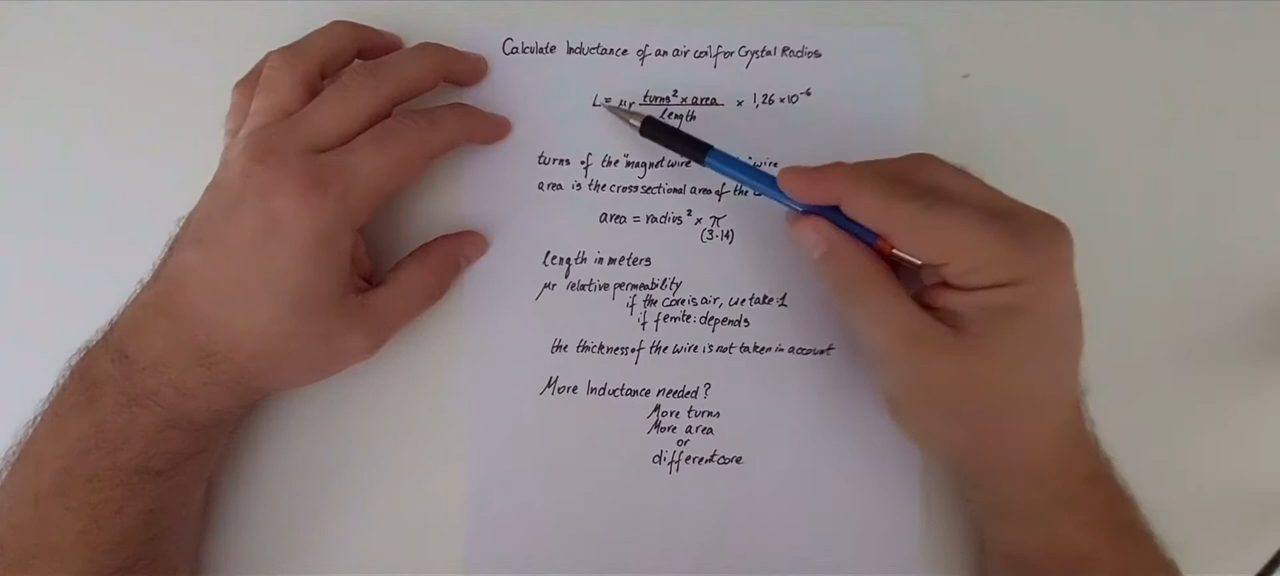 Calculate Inductance of an air coil for Crystal Radios
L = μr turns² × area / length × 1,26 × 10⁻⁶
turns of the "magnet wire" wire
area is the cross sectional area of the
area = radius² × π
(3.14)
length in meters
μr relative permeability
if the core is air, we take: 1
if ferrite: depends
the thickness of the wire is not taken in account
More Inductance needed?
More turns
More area
or
different core